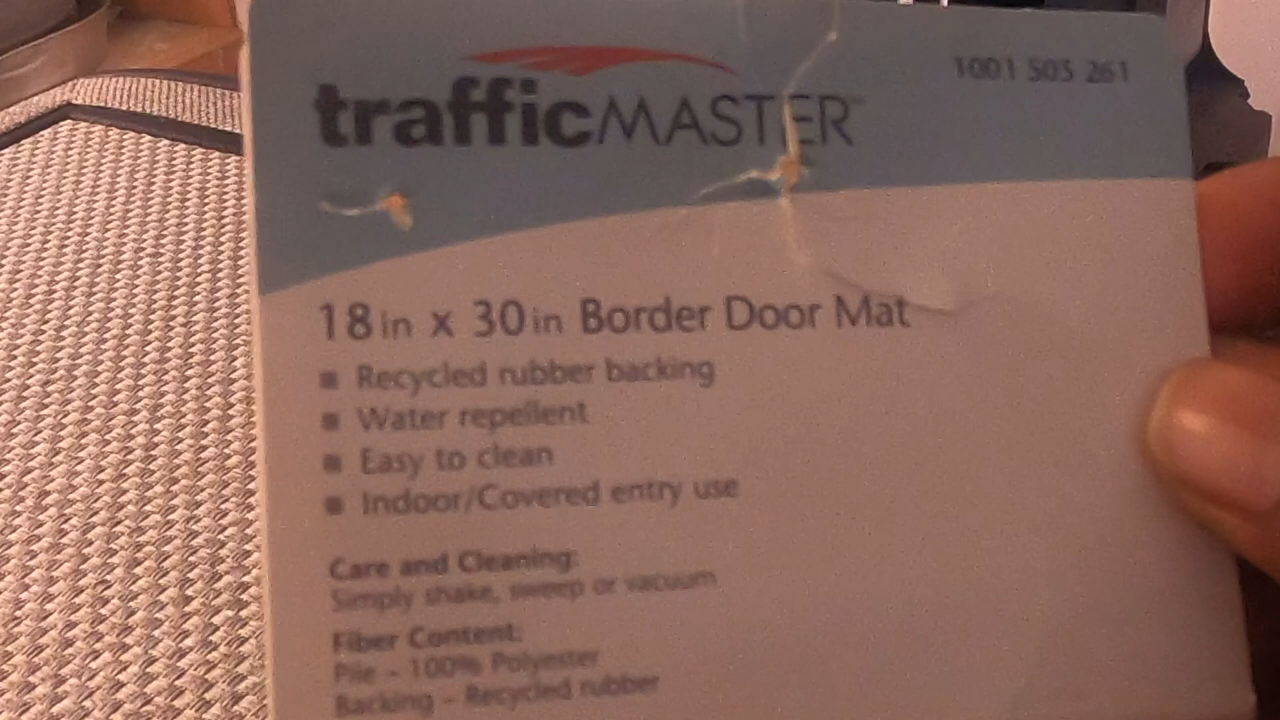 trafficMASTER™
1001 505 261
18in x 30in Border Door Mat
▪ Recycled rubber backing
▪ Water repellent
▪ Easy to clean
▪ Indoor/Covered entry use
Care and Cleaning:
Simply shake, sweep or vacuum
Fiber Content:
Pile – 100% Polyester
Backing – Recycled rubber